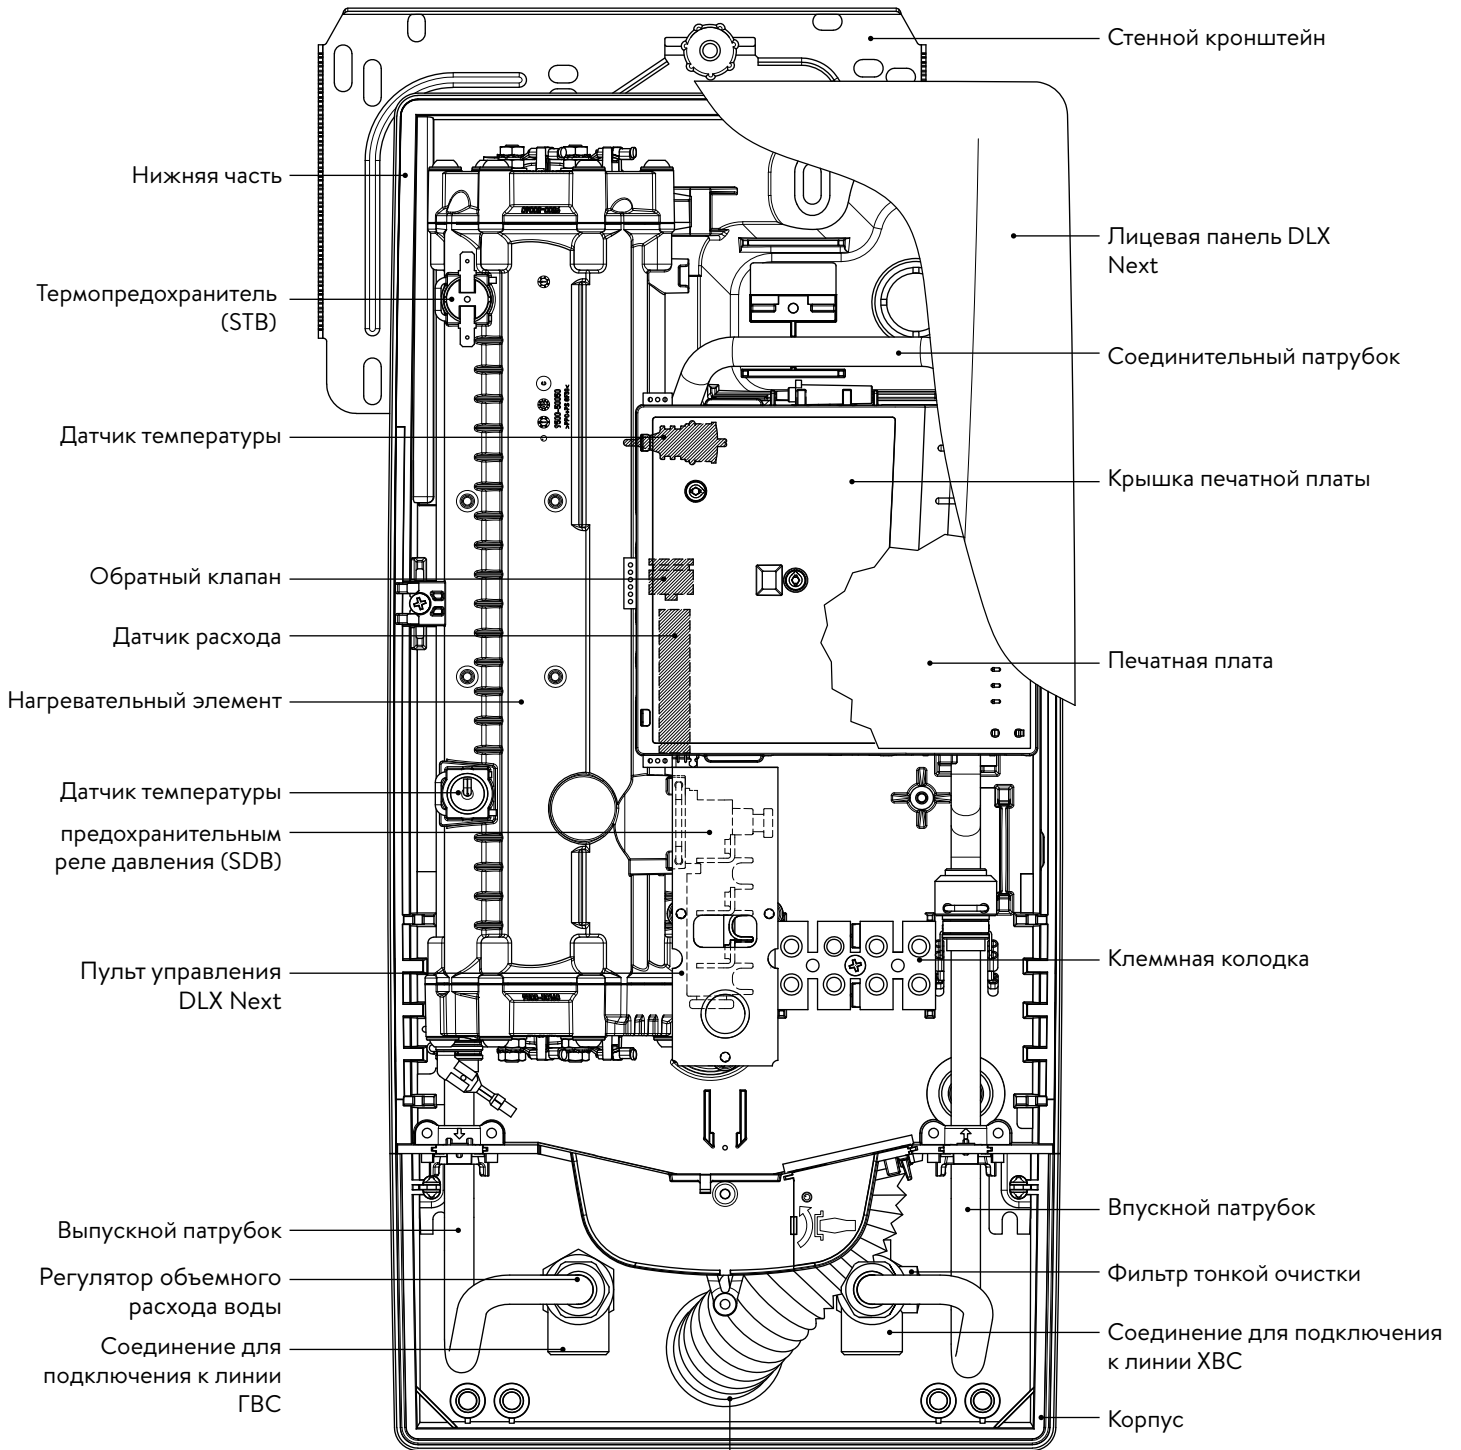 Стенной кронштейн
Нижняя часть
Лицевая панель DLX
Next
Термопредохранитель
(STB)
Соединительный патрубок
Датчик температуры
Крышка печатной платы
Обратный клапан
Датчик расхода
Печатная плата
Нагревательный элемент
Датчик температуры
предохранительным
реле давления (SDB)
Пульт управления
DLX Next
Клеммная колодка
Впускной патрубок
Выпускной патрубок
Регулятор объемного
расхода воды
Фильтр тонкой очистки
Соединение для
подключения к линии
ГВС
Соединение для подключения
к линии ХВС
Корпус